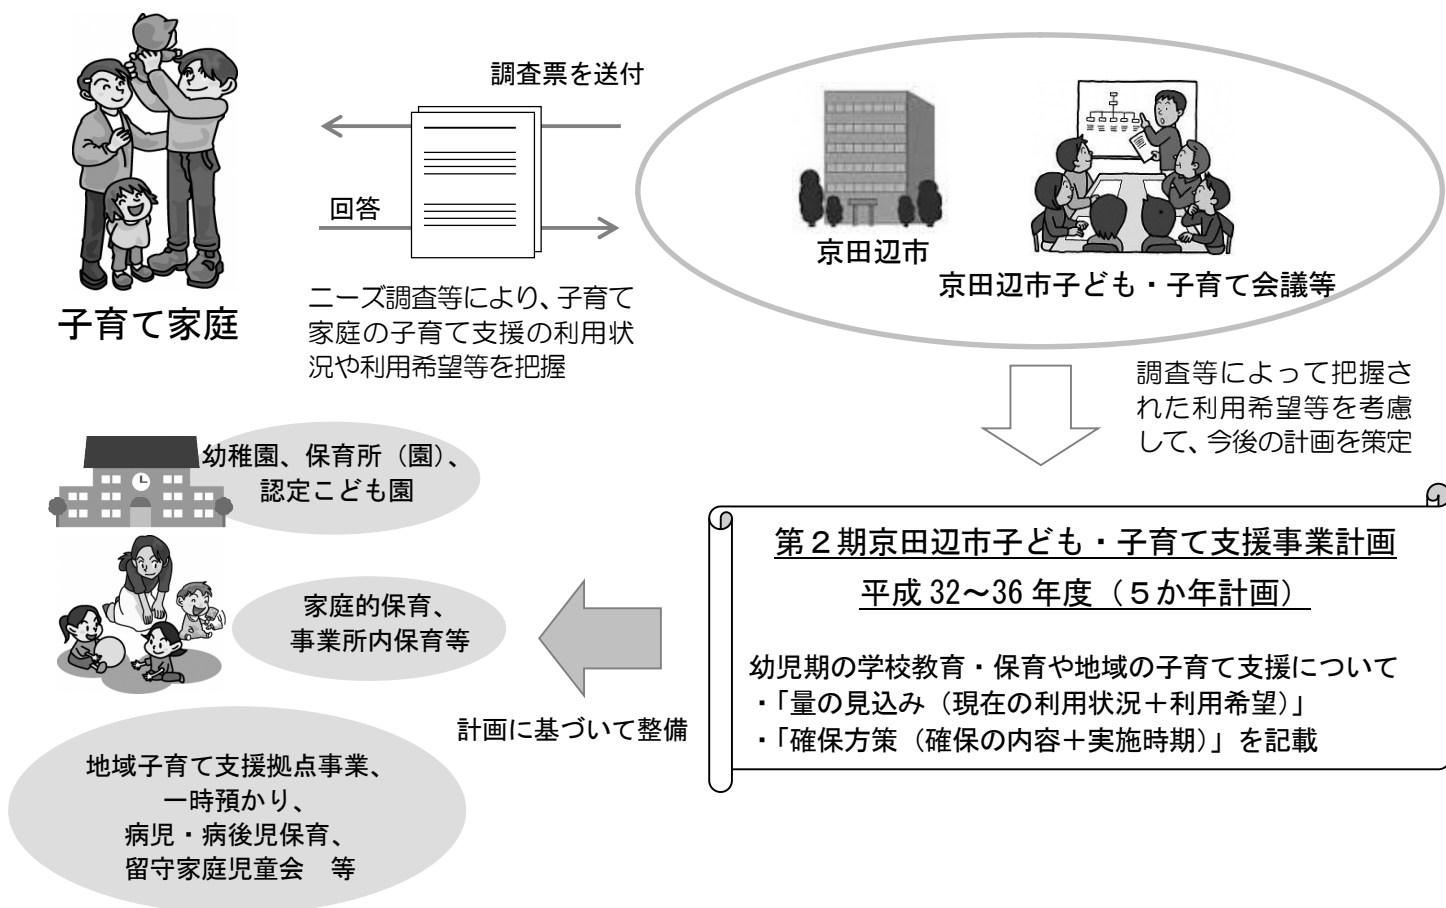 調査票を送付
回答
子育て家庭
ニーズ調査等により、子育て
家庭の子育て支援の利用状
況や利用希望等を把握
京田辺市
京田辺市子ども・子育て会議等
調査等によって把握さ
れた利用希望等を考慮
して、今後の計画を策定
第２期京田辺市子ども・子育て支援事業計画
平成 32～36 年度（５か年計画）
幼児期の学校教育・保育や地域の子育て支援について
・「量の見込み（現在の利用状況＋利用希望）」
・「確保方策（確保の内容＋実施時期）」を記載
計画に基づいて整備
幼稚園、保育所（園）、
認定こども園
家庭的保育、
事業所内保育等
地域子育て支援拠点事業、
一時預かり、
病児・病後児保育、
留守家庭児童会　等